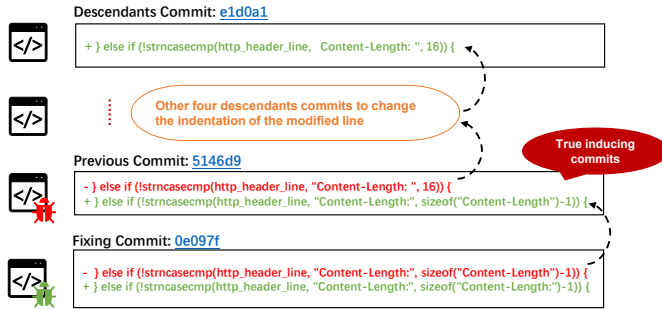 Descendants Commit: e1d0a1
</>
+ } else if (!strncasecmp(http_header_line, Content-Length: ", 16)) {
</>
Other four descendants commits to change
the indentation of the modified line
True inducing
commits
Previous Commit: 5146d9
</>
- } else if (!strncasecmp(http_header_line, "Content-Length: ", 16)) {
+ } else if (!strncasecmp(http_header_line, "Content-Length:", sizeof("Content-Length")-1)) {
Fixing Commit: 0e097f
</>
- } else if (!strncasecmp(http_header_line, "Content-Length:", sizeof("Content-Length")-1)) {
+ } else if (!strncasecmp(http_header_line, "Content-Length:", sizeof("Content-Length:")-1)) {